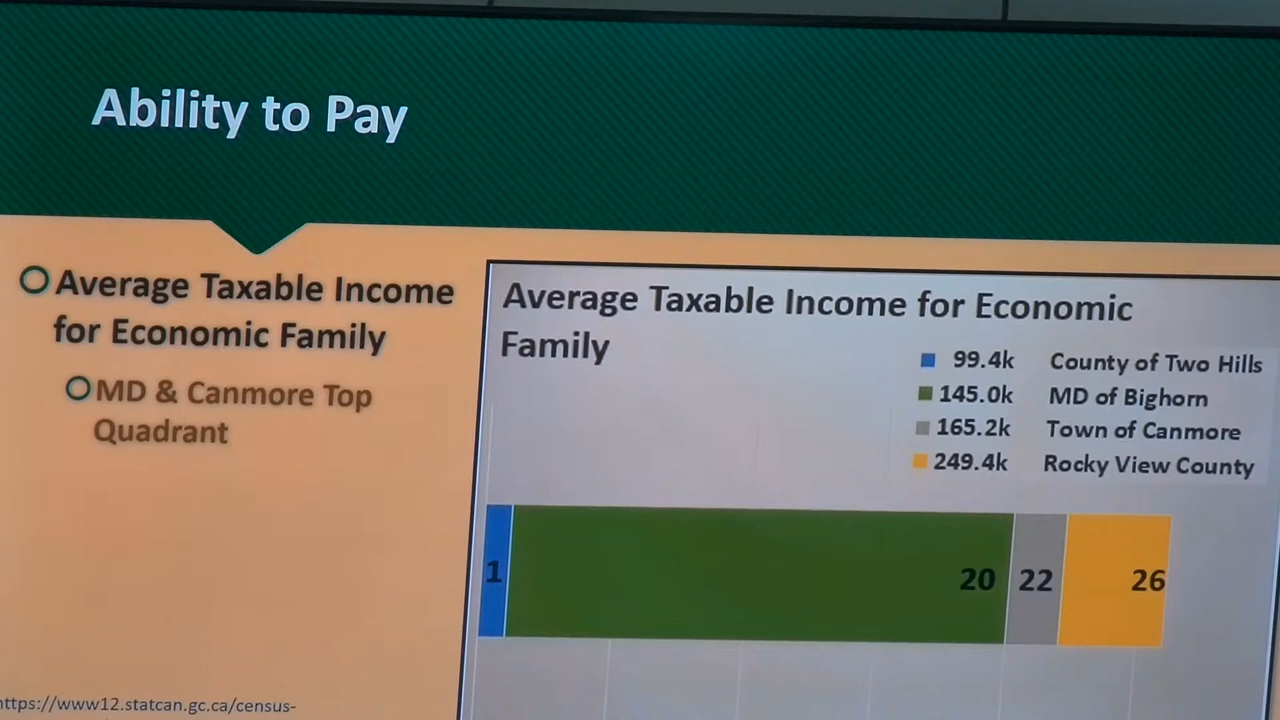 Ability to Pay
Average Taxable Income
for Economic Family
MD & Canmore Top
Quadrant
https://www12.statcan.gc.ca/census-
Average Taxable Income for Economic
Family
99.4k County of Two Hills
145.0k MD of Bighorn
165.2k Town of Canmore
249.4k Rocky View County
1 20 22 26